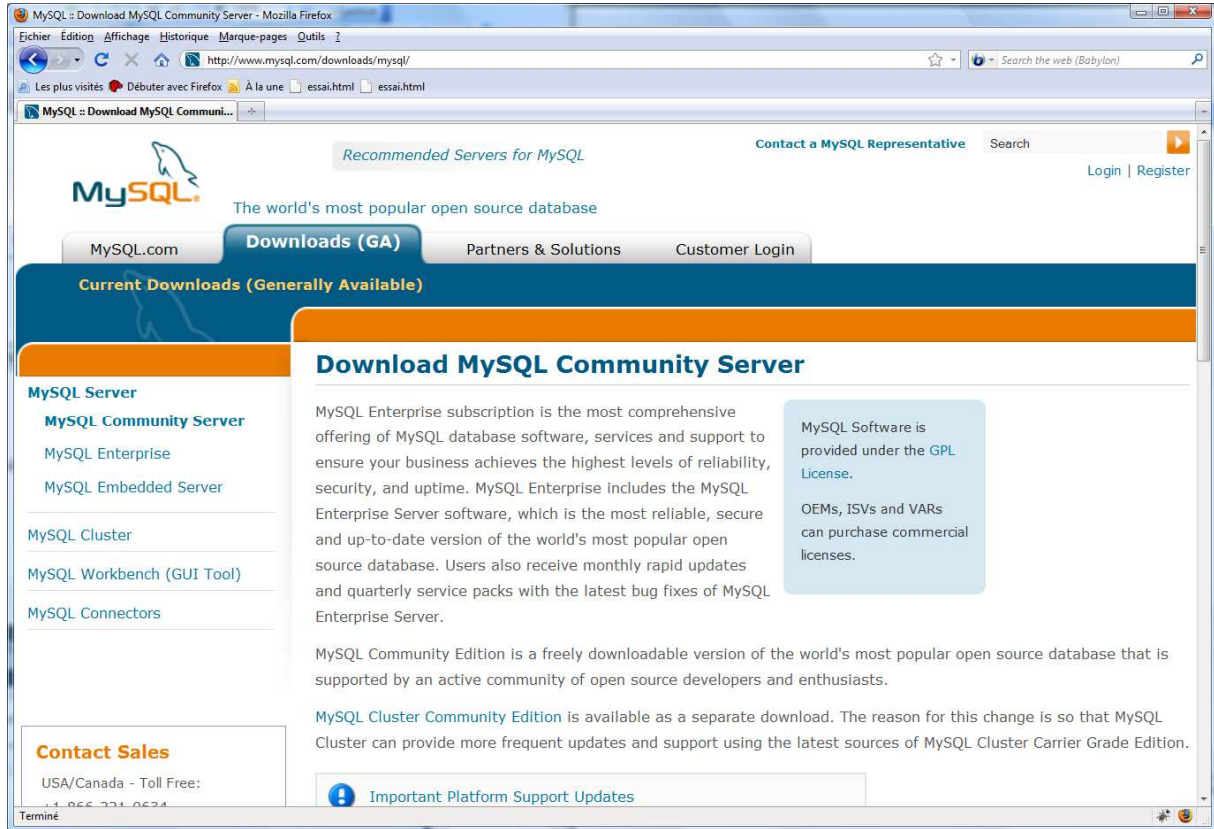 MySQL :: Download MySQL Community Server - Mozilla Firefox
Fichier Édition Affichage Historique Marque-pages Outils ?
http://www.mysql.com/downloads/mysql/
Search the web (Babylon)
Les plus visités Débuter avec Firefox À la une essai.html essai.html
MySQL :: Download MySQL Communi...
MySQL
Recommended Servers for MySQL
Contact a MySQL Representative
Search
Login | Register
The world's most popular open source database
MySQL.com
Downloads (GA)
Partners & Solutions
Customer Login
Current Downloads (Generally Available)
MySQL Server
MySQL Community Server
MySQL Enterprise
MySQL Embedded Server
MySQL Cluster
MySQL Workbench (GUI Tool)
MySQL Connectors
Contact Sales
USA/Canada - Toll Free:
+1-866-221-0634
Download MySQL Community Server
MySQL Enterprise subscription is the most comprehensive
offering of MySQL database software, services and support to
ensure your business achieves the highest levels of reliability,
security, and uptime. MySQL Enterprise includes the MySQL
Enterprise Server software, which is the most reliable, secure
and up-to-date version of the world's most popular open
source database. Users also receive monthly rapid updates
and quarterly service packs with the latest bug fixes of MySQL
Enterprise Server.
MySQL Software is
provided under the GPL
License.
OEMs, ISVs and VARs
can purchase commercial
licenses.
MySQL Community Edition is a freely downloadable version of the world's most popular open source database that is
supported by an active community of open source developers and enthusiasts.
MySQL Cluster Community Edition is available as a separate download. The reason for this change is so that MySQL
Cluster can provide more frequent updates and support using the latest sources of MySQL Cluster Carrier Grade Edition.
Important Platform Support Updates
Terminé